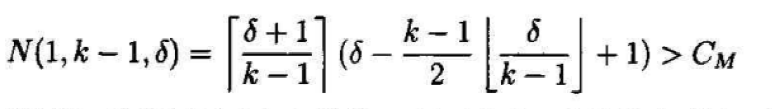 N(1, k − 1, δ) = ⌈(δ + 1)/(k − 1)⌉ (δ − (k − 1)/2 ⌊δ/(k − 1)⌋ + 1) > C_M